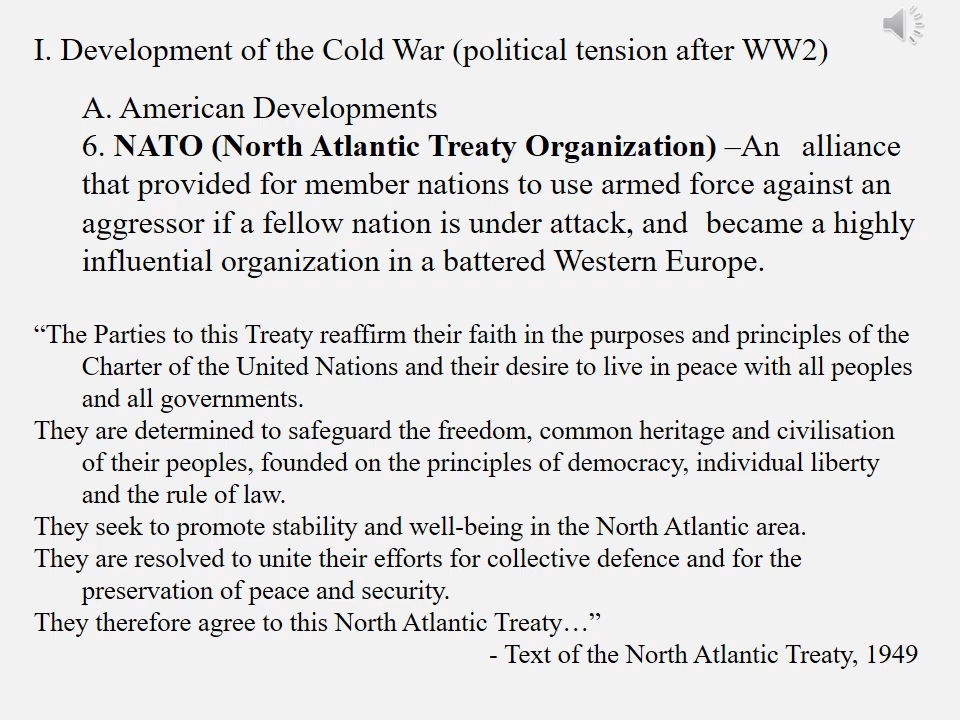 I. Development of the Cold War (political tension after WW2)
A. American Developments
6. NATO (North Atlantic Treaty Organization) –An alliance
that provided for member nations to use armed force against an
aggressor if a fellow nation is under attack, and became a highly
influential organization in a battered Western Europe.
“The Parties to this Treaty reaffirm their faith in the purposes and principles of the
Charter of the United Nations and their desire to live in peace with all peoples
and all governments.
They are determined to safeguard the freedom, common heritage and civilisation
of their peoples, founded on the principles of democracy, individual liberty
and the rule of law.
They seek to promote stability and well-being in the North Atlantic area.
They are resolved to unite their efforts for collective defence and for the
preservation of peace and security.
They therefore agree to this North Atlantic Treaty…”
- Text of the North Atlantic Treaty, 1949